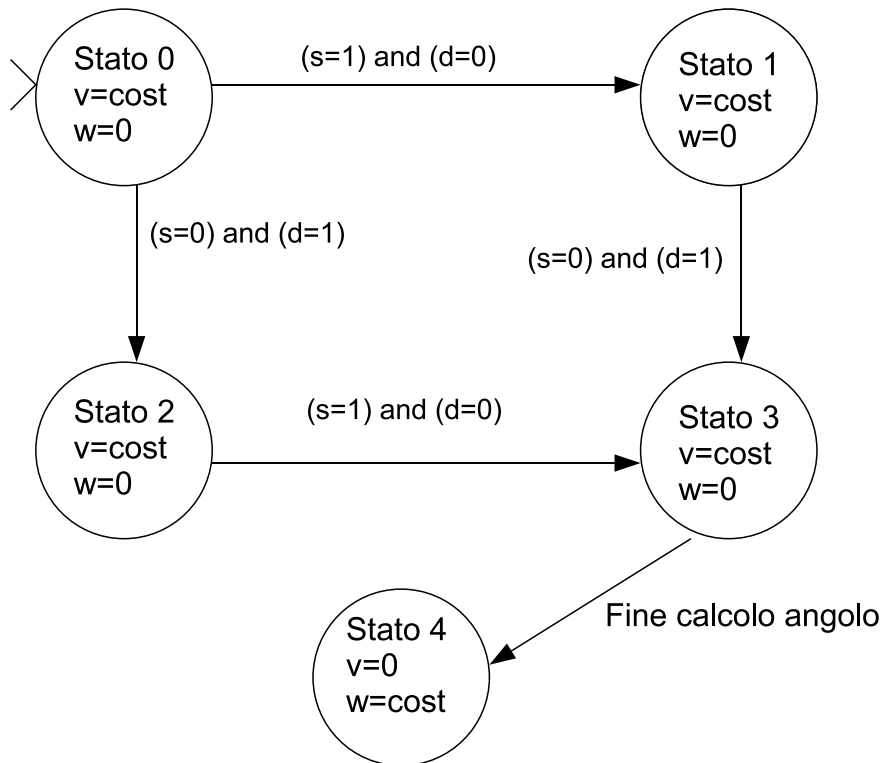 Stato 0
v=cost
w=0
(s=1) and (d=0)
Stato 1
v=cost
w=0
(s=0) and (d=1)
(s=0) and (d=1)
Stato 2
v=cost
w=0
(s=1) and (d=0)
Stato 3
v=cost
w=0
Fine calcolo angolo
Stato 4
v=0
w=cost